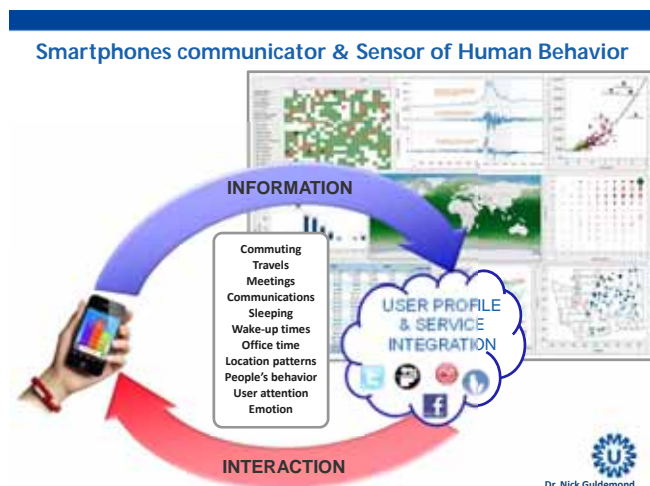 Smartphones communicator & Sensor of Human Behavior
INFORMATION
Commuting
Travels
Meetings
Communications
Sleeping
Wake-up times
Office time
Location patterns
People's behavior
User attention
Emotion
USER PROFILE
& SERVICE
INTEGRATION
INTERACTION
Dr. Nick Guldemond